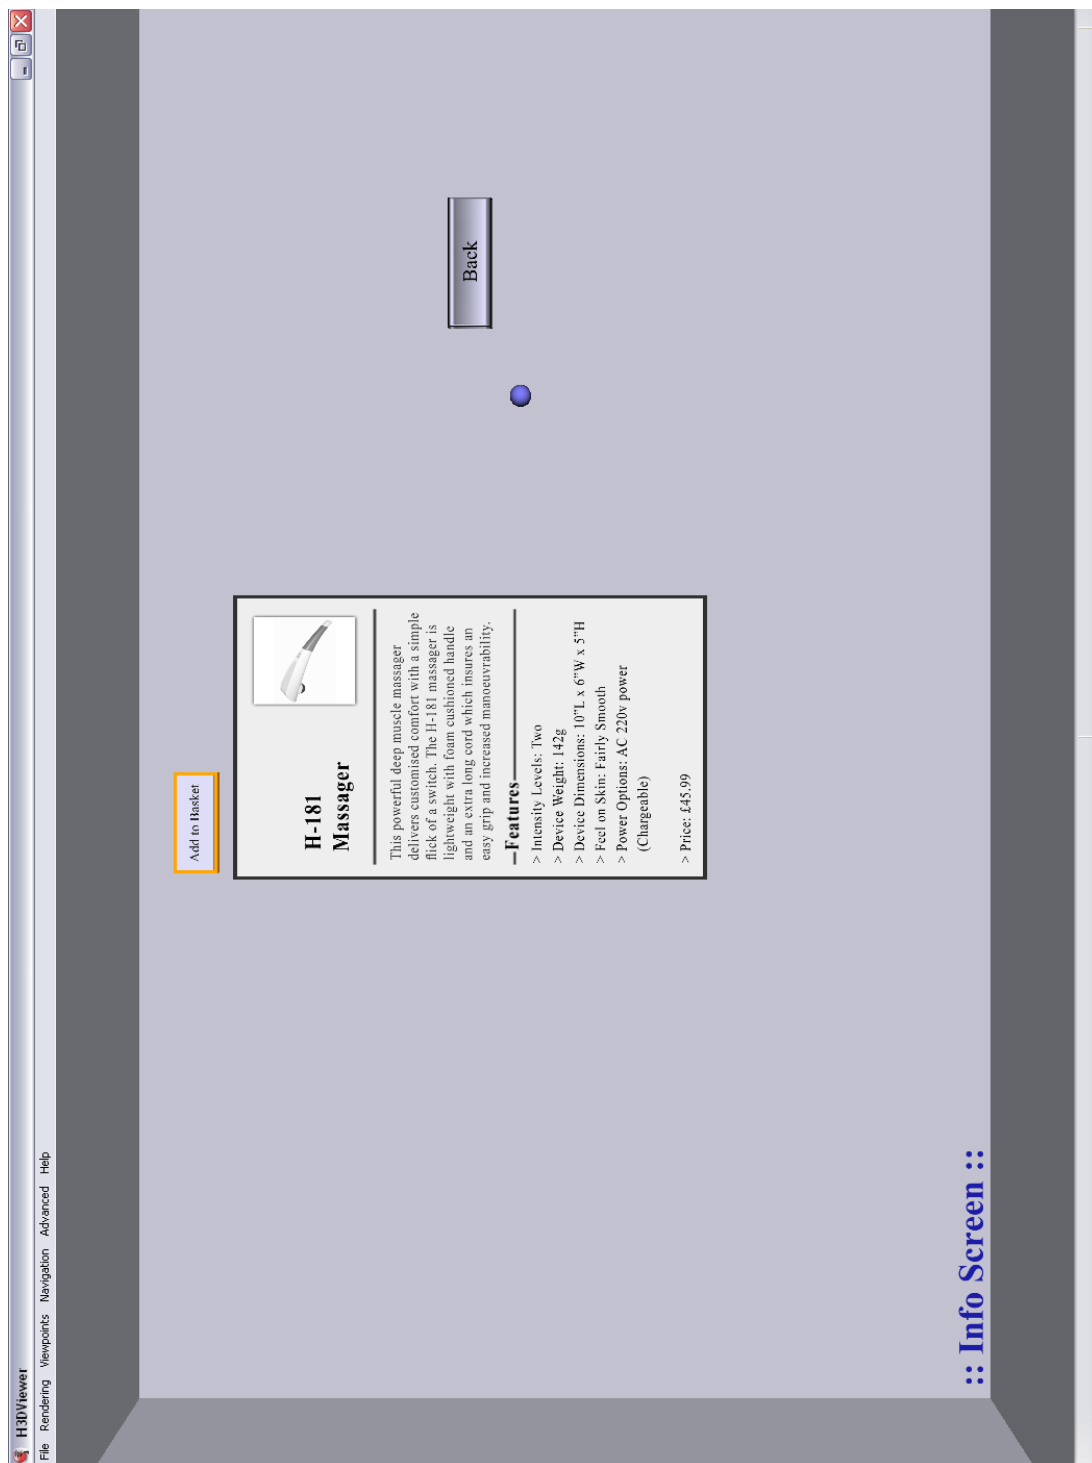 H3DViewer
File Rendering Viewpoints Navigation Advanced Help
Add to Basket
H-181
Massager
This powerful deep muscle massager
delivers customised comfort with a simple
flick of a switch. The H-181 massager is
lightweight with foam cushioned handle
and an extra long cord which insures an
easy grip and increased manoeuvrability.
Features
> Intensity Levels: Two
> Device Weight: 142g
> Device Dimensions: 10"L x 6"W x 5"H
> Feel on Skin: Fairly Smooth
> Power Options: AC 220v power
(Chargeable)
> Price: £45.99
Back
:: Info Screen ::